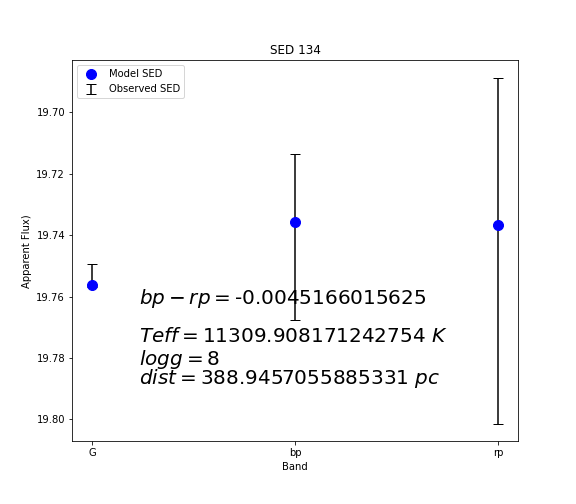 SED 134
Model SED
Observed SED
19.70
19.72
19.74
19.76
19.78
19.80
Apparent Flux)
bp − rp = -0.0045166015625
Teff = 11309.908171242754 K
logg = 8
dist = 388.9457055885331 pc
G bp rp
Band